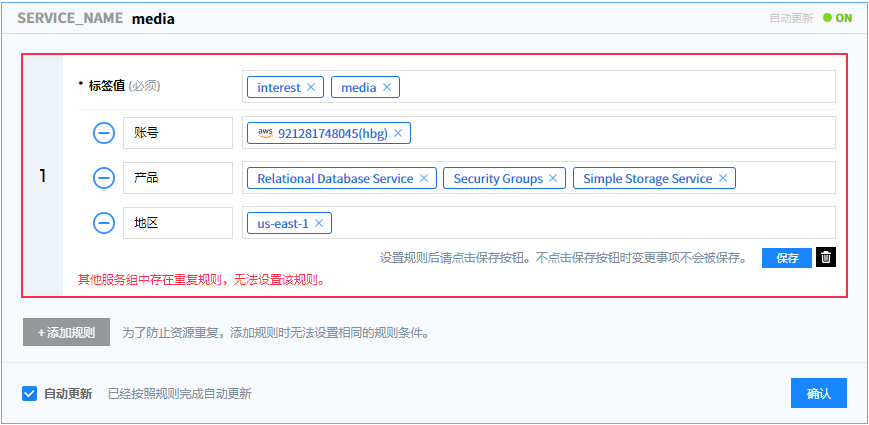 SERVICE_NAME media 自动更新 ON
1
• 标签值 (必须) interest × media ×
账号 aws 921281748045(hbg) ×
产品 Relational Database Service × Security Groups × Simple Storage Service ×
地区 us-east-1 ×
设置规则后请点击保存按钮。不点击保存按钮时变更事项不会被保存。 保存
其他服务组中存在重复规则，无法设置该规则。
+ 添加规则 为了防止资源重复，添加规则时无法设置相同的规则条件。
自动更新 已经按照规则完成自动更新 确认